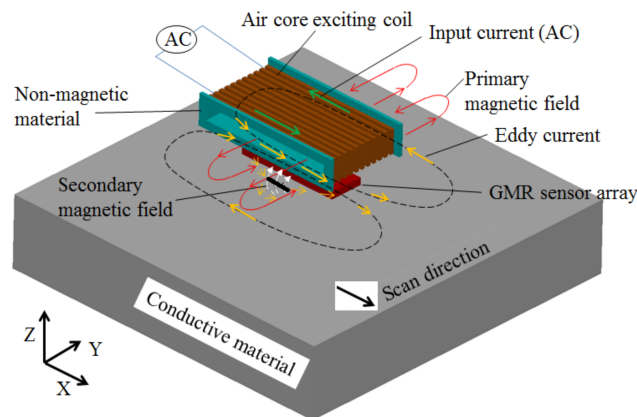 Air core exciting coil
AC
Input current (AC)
Non-magnetic
material
Primary
magnetic field
Eddy current
Secondary
magnetic field
GMR sensor array
Scan direction
Conductive material
Z
Y
X